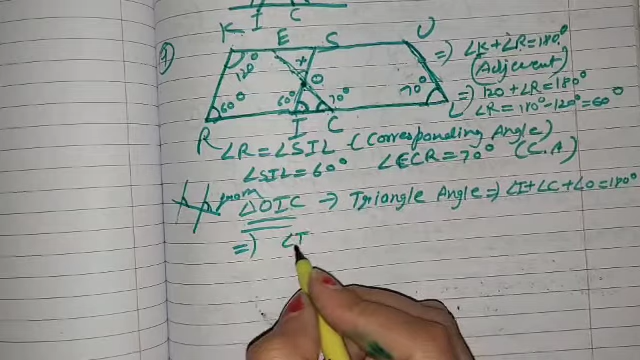 I C
7
K E S U
120° x O
60° 60° 70° 70°
R I C L
=) ∠K+∠R=180°
(Adjecent)
=) 120+∠R=180°
∠R=180°-120°=60°
∠R = ∠SIL (Corresponding Angle)
∠SIL=60° ∠ECR=70° (C.A)
from
△OIC => Triangle Angle => ∠I+∠C+∠O=180°
=) ∠I